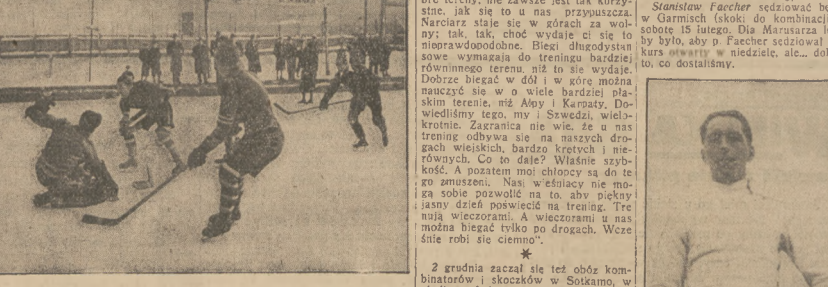 bre tereny, nie zawsze jest tak korzy-
stne, jak się to u nas przypuszcza.
Narciarz staje się w górach za wol-
ny; tak, tak, choć wydaje ci się to
nieprawdopodobne. Biegi długodystan
sowe wymagają do treningu bardziej
równinnego terenu, niż to sie wydaje.
Dobrze biegać w dół i w górę można
nauczyć się w o wiele bardziej pła-
skim terenie, niż Alpy i Karpaty. Do-
wiedliśmy tego, my i Szwedzi, wielo-
krotnie. Zagranica nie wie, że u nas
trening odbywa się na naszych dro-
gach wiejskich, bardzo krętych i nie-
równych. Co to daje? Właśnie szyb-
kość. A pozatem moi chłopcy są do te
go zmuszeni. Nasi wieśniacy nie mo-
gą sobie pozwolić na to, aby piękny
jasny dzień poświęcić na trening. Tre
nują wieczorami. A wieczorami u nas
można biegać tylko po drogach. Wcze
śnie robi się ciemno".
*
2 grudnia zaczął się też obóz kom-
binatorów i skoczków w Sotkamo, w
Stanisław Faecher sędziować
w Garmisch (skoki do kombinacji
sobotę 15 lutego. Dla Marusarza
by było, aby p. Faecher sędziował
kurs otwarty w niedzielę, ale...
to, co dostaliśmy.